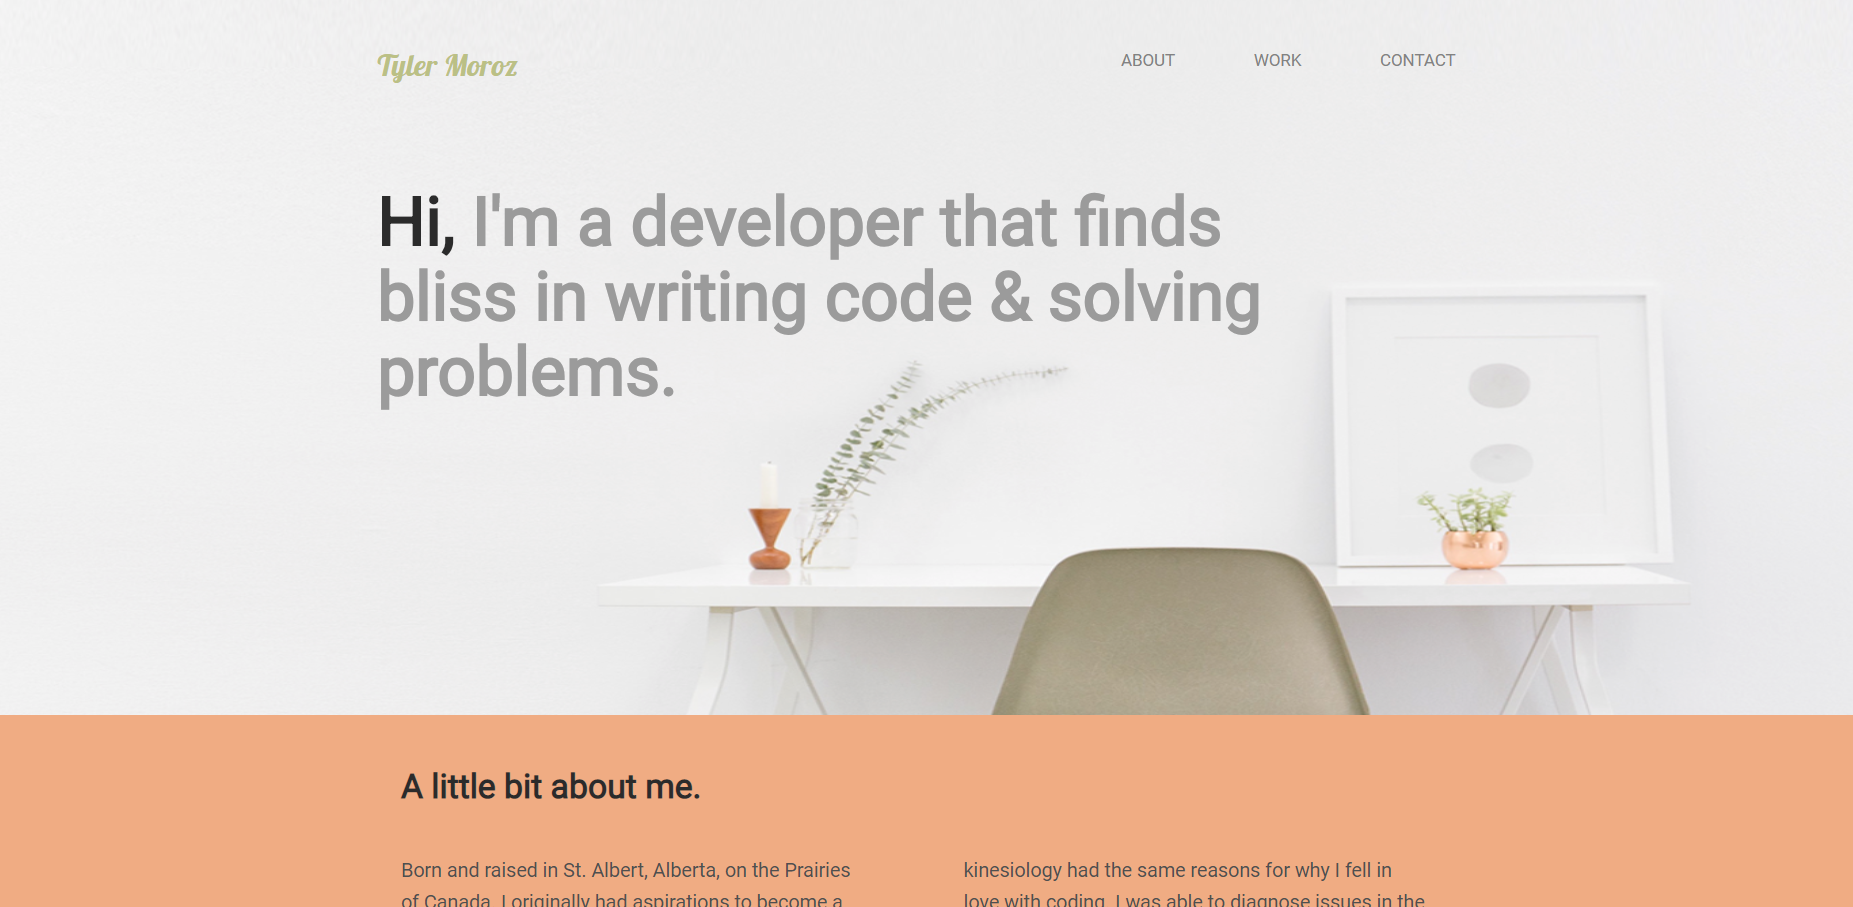 Tyler Moroz
ABOUT WORK CONTACT
Hi, I'm a developer that finds
bliss in writing code & solving
problems.
A little bit about me.
Born and raised in St. Albert, Alberta, on the Prairies
of Canada, I originally had aspirations to become a
kinesiology had the same reasons for why I fell in
love with coding. I was able to diagnose issues in the